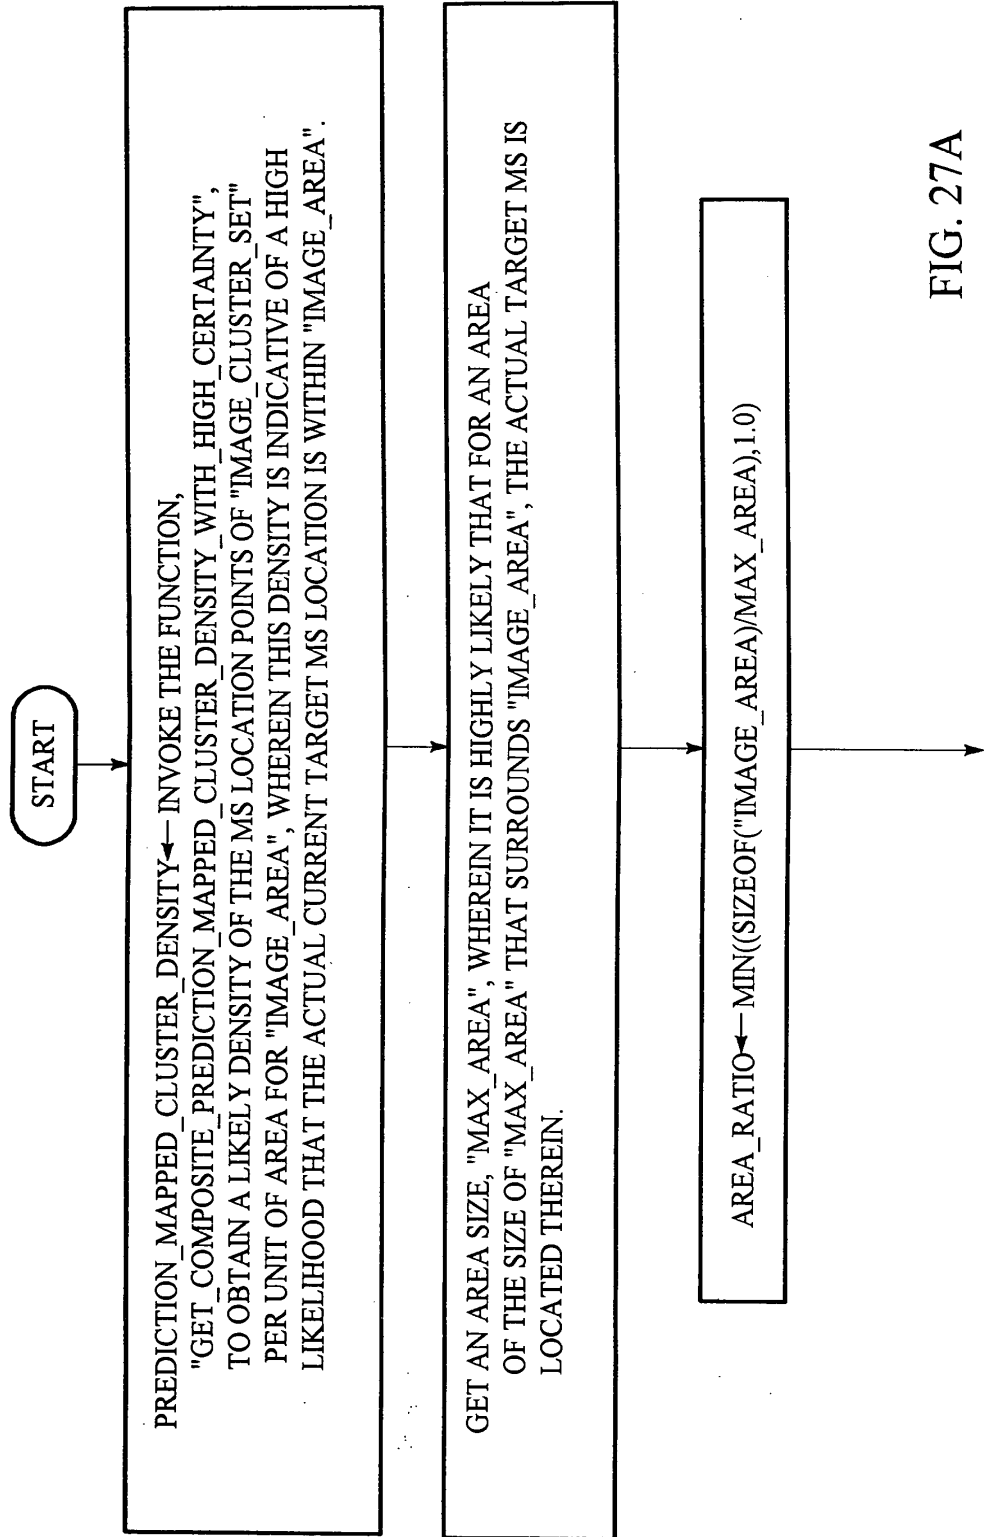 START
PREDICTION_MAPPED_CLUSTER_DENSITY← INVOKE THE FUNCTION,
"GET_COMPOSITE_PREDICTION_MAPPED_CLUSTER_DENSITY_WITH_HIGH_CERTAINTY",
TO OBTAIN A LIKELY DENSITY OF THE MS LOCATION POINTS OF "IMAGE_CLUSTER_SET"
PER UNIT OF AREA FOR "IMAGE_AREA", WHEREIN THIS DENSITY IS INDICATIVE OF A HIGH
LIKELIHOOD THAT THE ACTUAL CURRENT TARGET MS LOCATION IS WITHIN "IMAGE_AREA".
GET AN AREA SIZE, "MAX_AREA", WHEREIN IT IS HIGHLY LIKELY THAT FOR AN AREA
OF THE SIZE OF "MAX_AREA" THAT SURROUNDS "IMAGE_AREA", THE ACTUAL TARGET MS IS
LOCATED THEREIN.
AREA_RATIO← MIN((SIZEOF("IMAGE_AREA)/MAX_AREA),1.0)
FIG. 27A